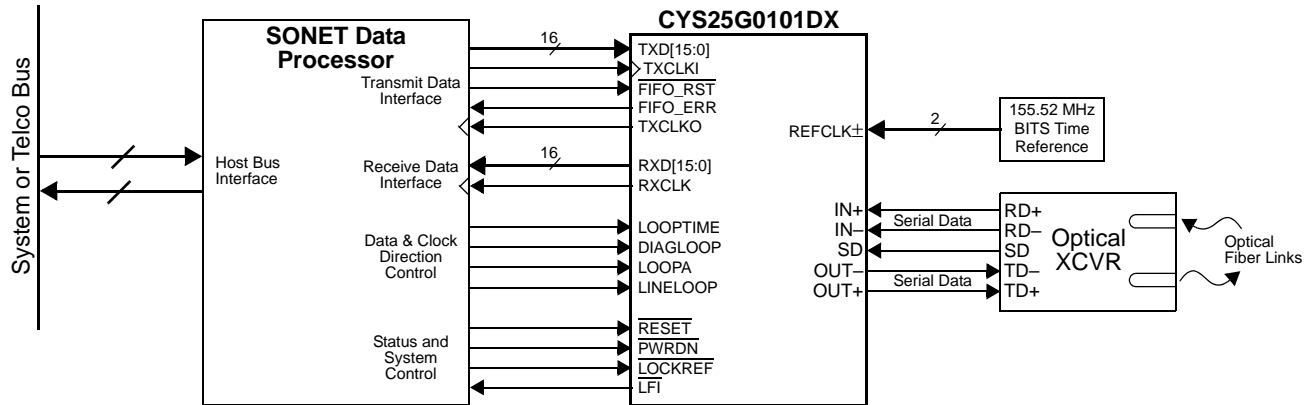 System or Telco Bus
SONET Data
Processor
Host Bus
Interface
Transmit Data
Interface
Receive Data
Interface
Data & Clock
Direction
Control
Status and
System
Control
16
16
CYS25G0101DX
TXD[15:0]
TXCLKI
FIFO_RST
FIFO_ERR
TXCLKO
RXD[15:0]
RXCLK
LOOPTIME
DIAGLOOP
LOOPA
LINELOOP
RESET
PWRDN
LOCKREF
LFI
REFCLK±
IN+
IN–
SD
OUT–
OUT+
2
Serial Data
Serial Data
155.52 MHz
BITS Time
Reference
RD+
RD–
SD
TD–
TD+
Optical
XCVR
Optical
Fiber Links